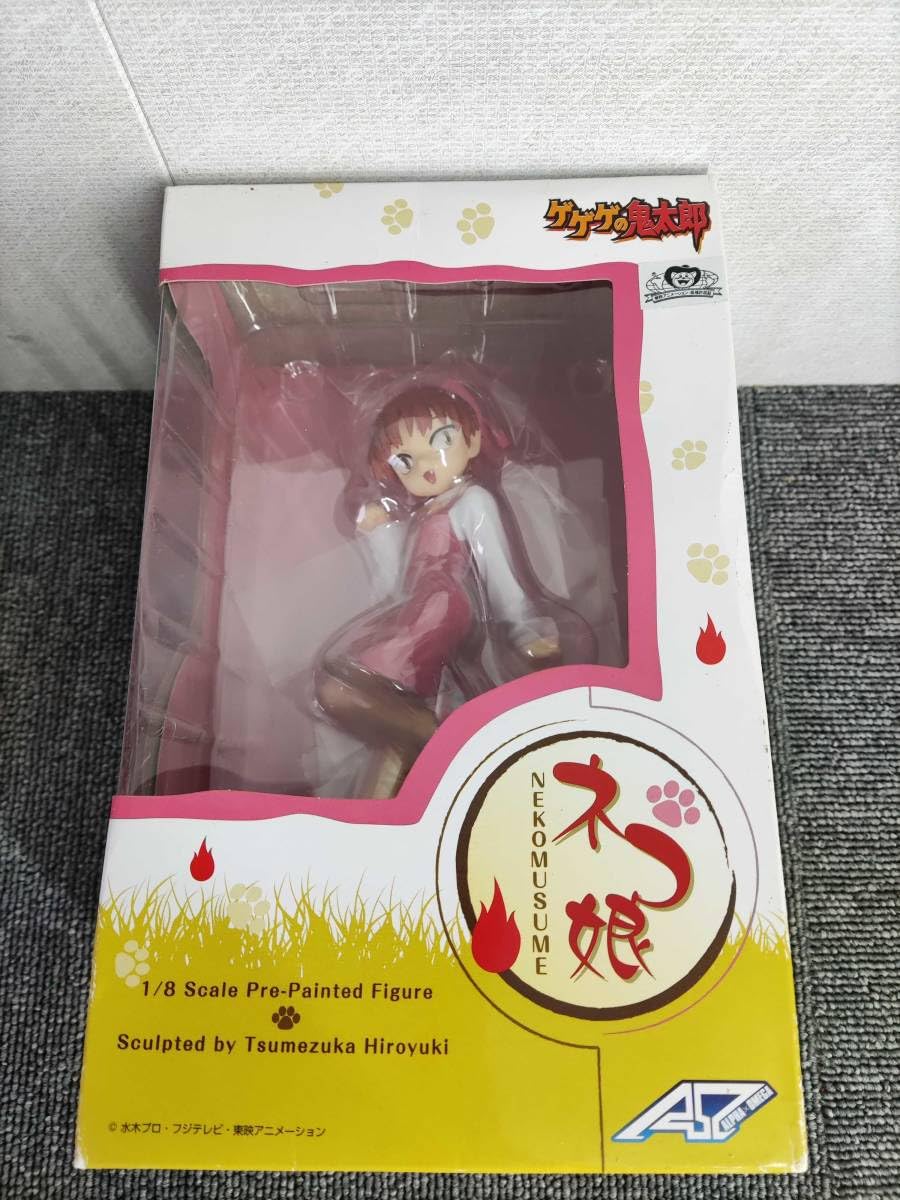 ゲゲゲの鬼太郎
ネコ娘
NEKOMUSUME
1/8 Scale Pre-Painted Figure
Sculpted by Tsumezuka Hiroyuki
© 水木プロ・フジテレビ・東映アニメーション
ALPHA×OMEGA